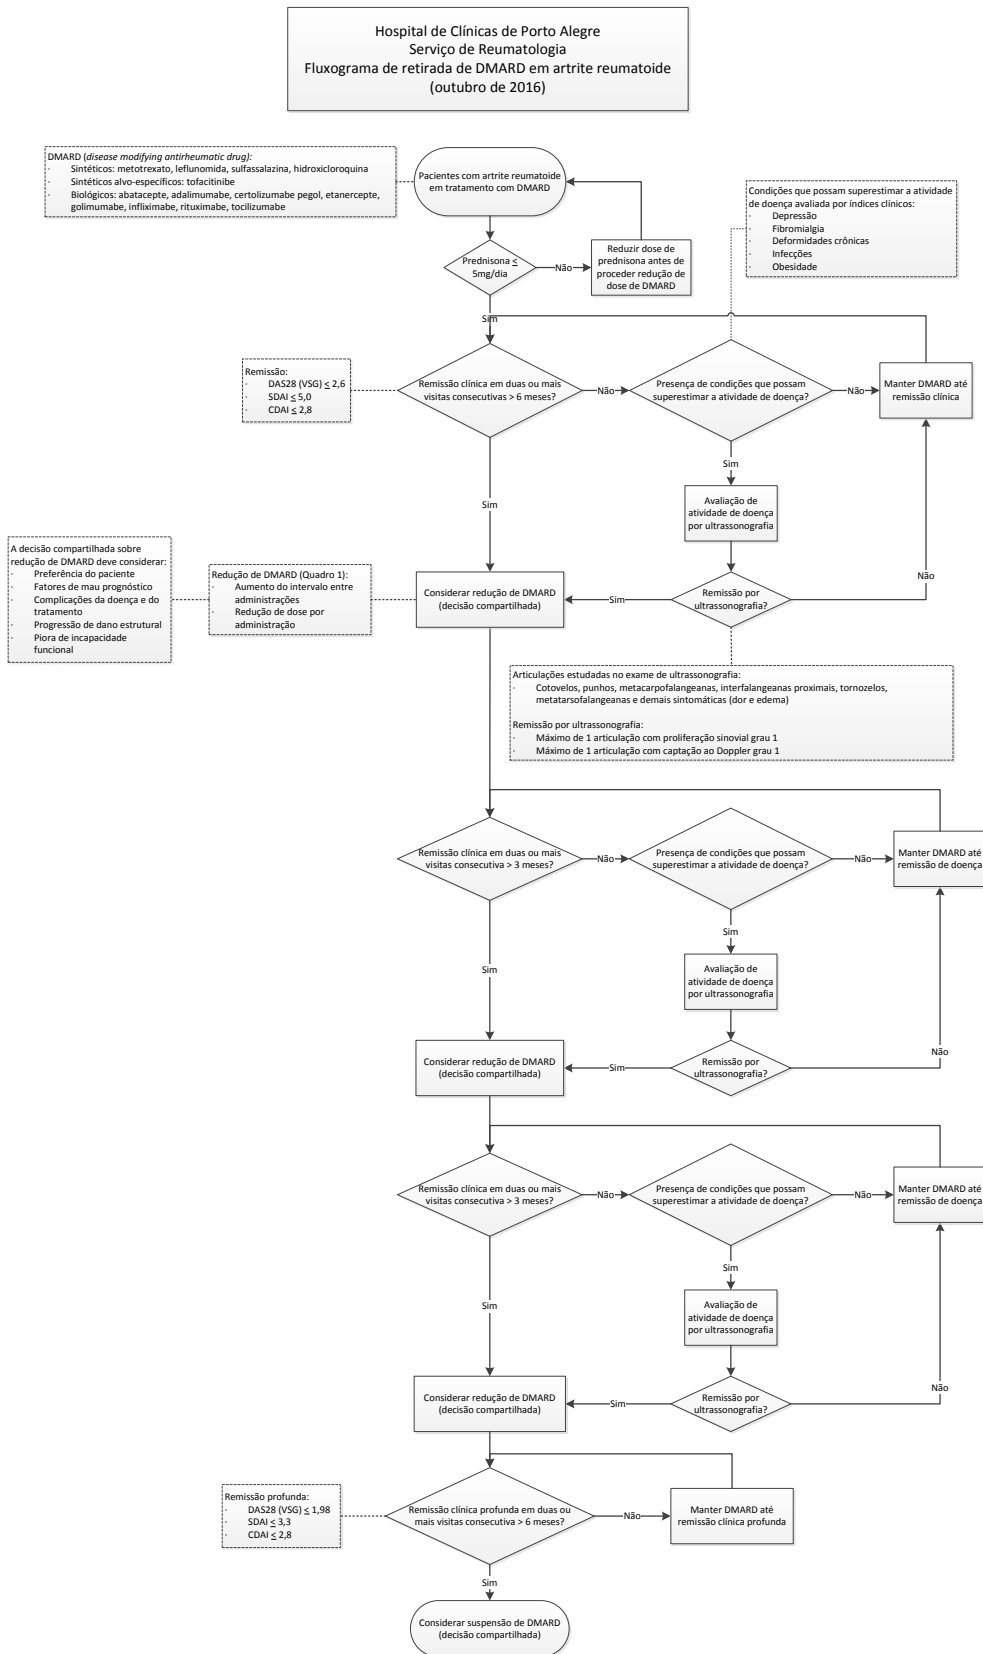 Hospital de Clínicas de Porto Alegre
Serviço de Reumatologia
Fluxograma de retirada de DMARD em artrite reumatoide
(outubro de 2016)
DMARD (disease modifying antirheumatic drug):
· Sintéticos: metotrexato, leflunomida, sulfassalazina, hidroxicloroquina
· Sintéticos alvo-específicos: tofacitinibe
· Biológicos: abatacepte, adalimumabe, certolizumabe pegol, etanercepte,
golimumabe, infliximabe, rituximabe, tocilizumabe
Pacientes com artrite reumatoide
em tratamento com DMARD
Condições que possam superestimar a atividade
de doença avaliada por índices clínicos:
· Depressão
· Fibromialgia
· Deformidades crônicas
· Infecções
· Obesidade
Prednisona ≤
5mg/dia
Não
Reduzir dose de
prednisona antes de
proceder redução de
dose de DMARD
Sim
Remissão:
· DAS28 (VSG) ≤ 2,6
· SDAI ≤ 5,0
· CDAI ≤ 2,8
Remissão clínica em duas ou mais
visitas consecutivas > 6 meses?
Não
Presença de condições que possam
superestimar a atividade de doença?
Não
Manter DMARD até
remissão clínica
Sim
Sim
Avaliação de
atividade de doença
por ultrassonografia
Não
A decisão compartilhada sobre
redução de DMARD deve considerar:
· Preferência do paciente
· Fatores de mau prognóstico
· Complicações da doença e do
tratamento
· Progressão de dano estrutural
· Piora de incapacidade
funcional
Redução de DMARD (Quadro 1):
· Aumento do intervalo entre
administrações
· Redução de dose por
administração
Considerar redução de DMARD
(decisão compartilhada)
Sim
Remissão por
ultrassonografia?
Articulações estudadas no exame de ultrassonografia:
· Cotovelos, punhos, metacarpofalangeanas, interfalangeanas proximais, tornozelos,
metatarsofalangeanas e demais sintomáticas (dor e edema)
Remissão por ultrassonografia:
· Máximo de 1 articulação com proliferação sinovial grau 1
· Máximo de 1 articulação com captação ao Doppler grau 1
Remissão clínica em duas ou mais
visitas consecutiva > 3 meses?
Não
Presença de condições que possam
superestimar a atividade de doença?
Não
Manter DMARD até
remissão de doença
Sim
Sim
Avaliação de
atividade de doença
por ultrassonografia
Não
Considerar redução de DMARD
(decisão compartilhada)
Sim
Remissão por
ultrassonografia?
Remissão clínica em duas ou mais
visitas consecutiva > 3 meses?
Não
Presença de condições que possam
superestimar a atividade de doença?
Não
Manter DMARD até
remissão de doença
Sim
Sim
Avaliação de
atividade de doença
por ultrassonografia
Não
Considerar redução de DMARD
(decisão compartilhada)
Sim
Remissão por
ultrassonografia?
Remissão profunda:
· DAS28 (VSG) ≤ 1,98
· SDAI ≤ 3,3
· CDAI ≤ 2,8
Remissão clínica profunda em duas ou
mais visitas consecutiva > 6 meses?
Não
Manter DMARD até
remissão clínica profunda
Sim
Considerar suspensão de DMARD
(decisão compartilhada)